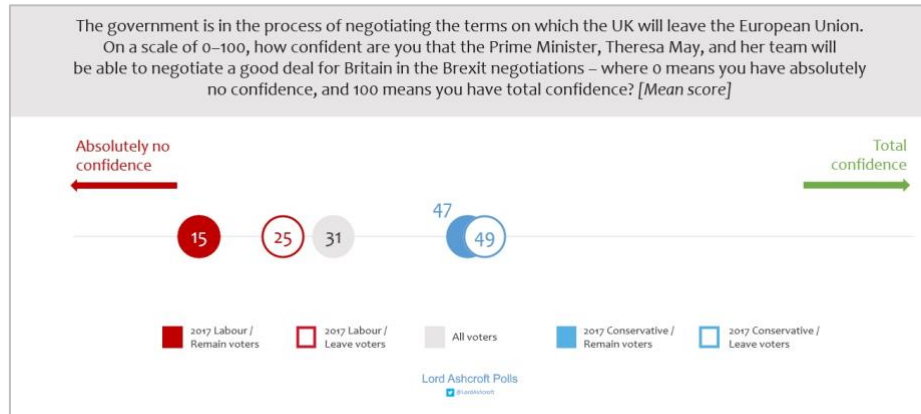 The government is in the process of negotiating the terms on which the UK will leave the European Union.
On a scale of 0–100, how confident are you that the Prime Minister, Theresa May, and her team will
be able to negotiate a good deal for Britain in the Brexit negotiations – where 0 means you have absolutely
no confidence, and 100 means you have total confidence? [Mean score]
Absolutely no
confidence
Total
confidence
47
15
25
31
49
2017 Labour /
Remain voters
2017 Labour /
Leave voters
All voters
2017 Conservative /
Remain voters
2017 Conservative /
Leave voters
Lord Ashcroft Polls
@LordAshcroft